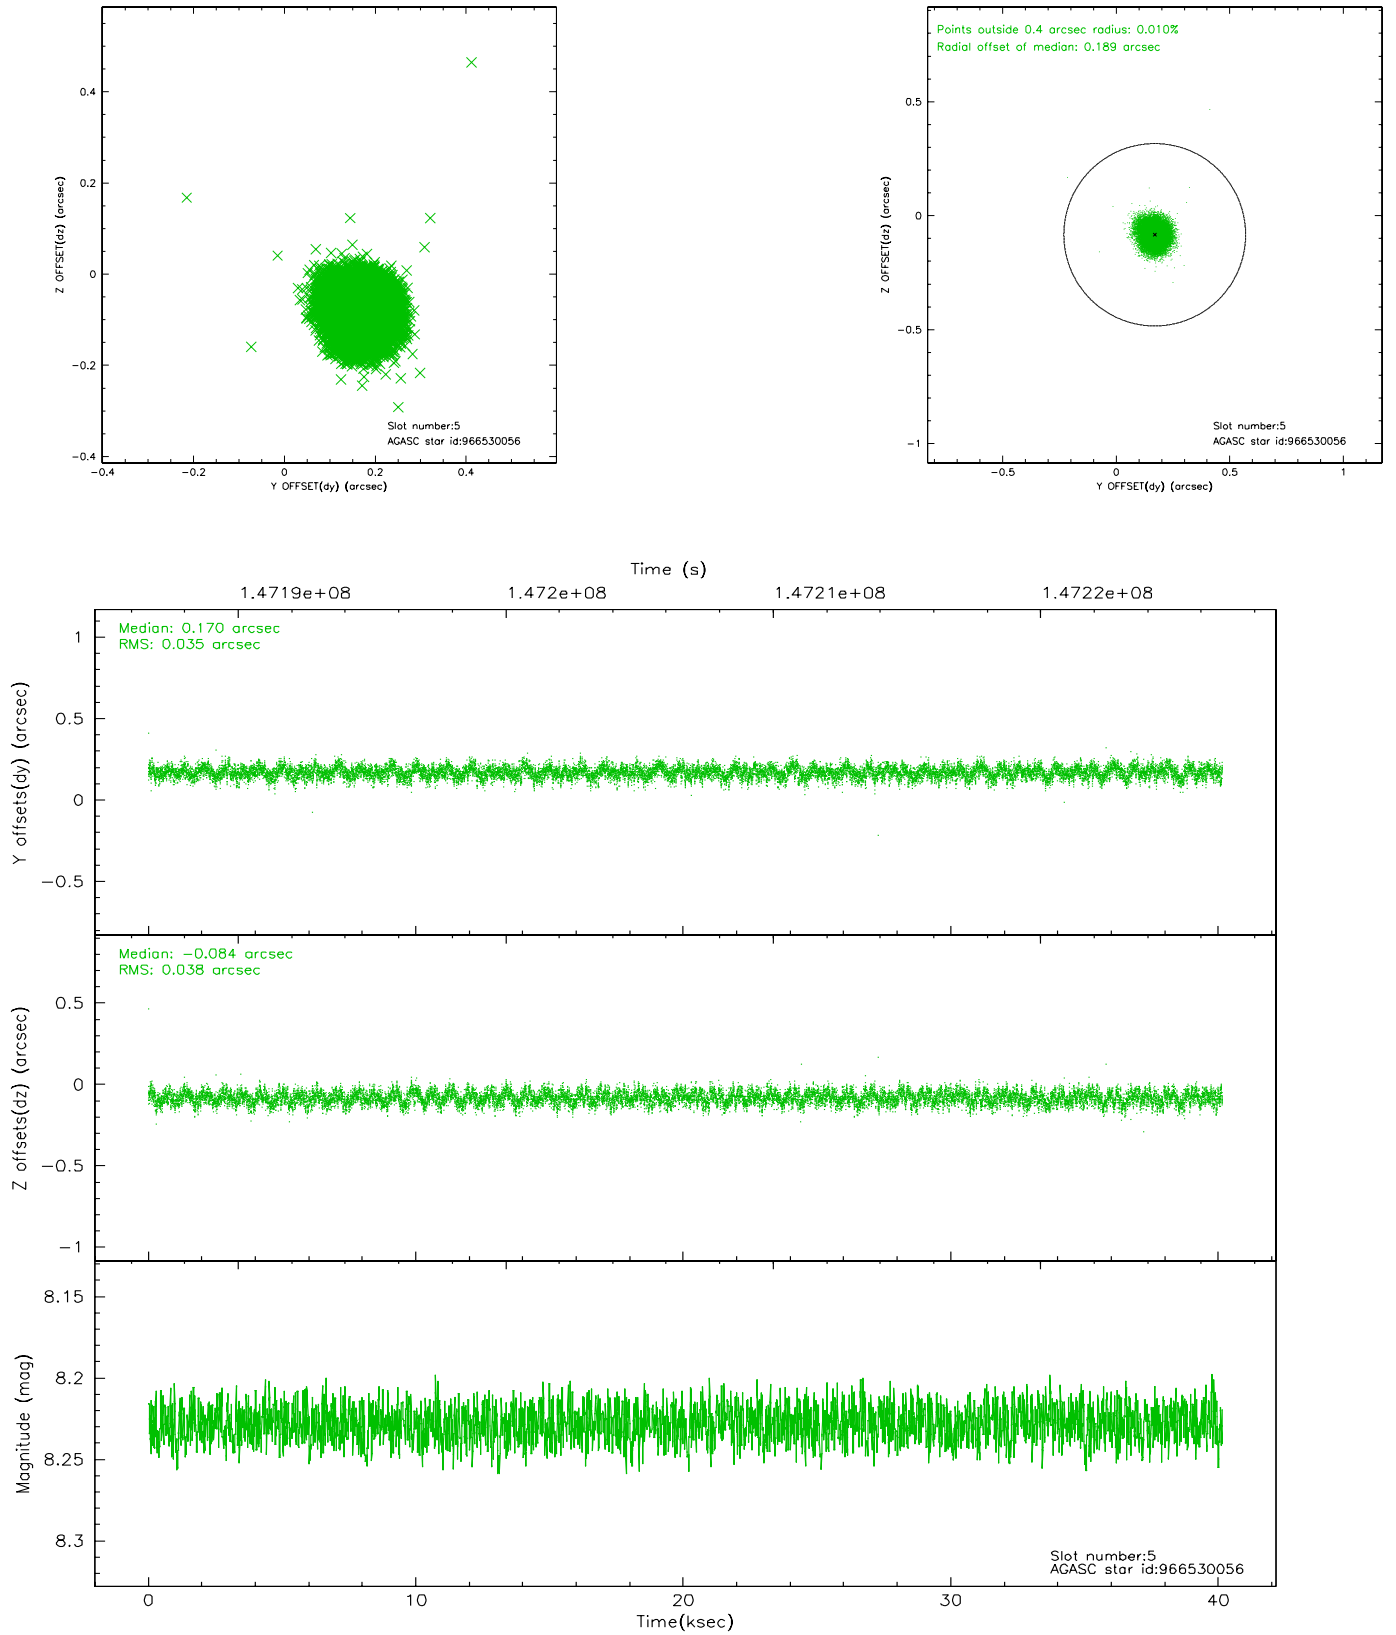 0.4
0.2
0
−0.2
−0.4
−0.4
−0.2
0
0.2
0.4
Z OFFSET(dz) (arcsec)
Y OFFSET(dy) (arcsec)
Slot number:5
AGASC star id:966530056
Points outside 0.4 arcsec radius: 0.010%
Radial offset of median: 0.189 arcsec
0.5
0
−0.5
−1
−0.5
0
0.5
1
Z OFFSET(dz) (arcsec)
Y OFFSET(dy) (arcsec)
Slot number:5
AGASC star id:966530056
Time (s)
1.4719e+08
1.472e+08
1.4721e+08
1.4722e+08
Median: 0.170 arcsec
RMS: 0.035 arcsec
1
0.5
0
−0.5
Y offsets(dy) (arcsec)
Median: −0.084 arcsec
RMS: 0.038 arcsec
0.5
0
−0.5
−1
Z offsets(dz) (arcsec)
8.15
8.2
8.25
8.3
Magnitude (mag)
Slot number:5
AGASC star id:966530056
0
10
20
30
40
Time(ksec)